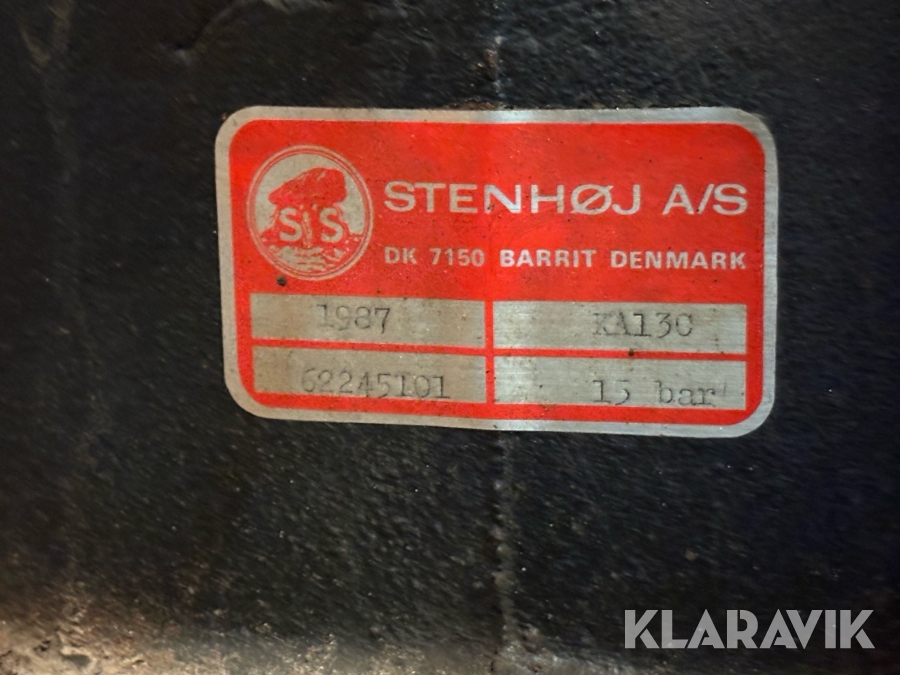 SS
STENHØJ A/S
DK 7150 BARRIT DENMARK
1987 KA130
62245101 15 bar
KLARAVIK